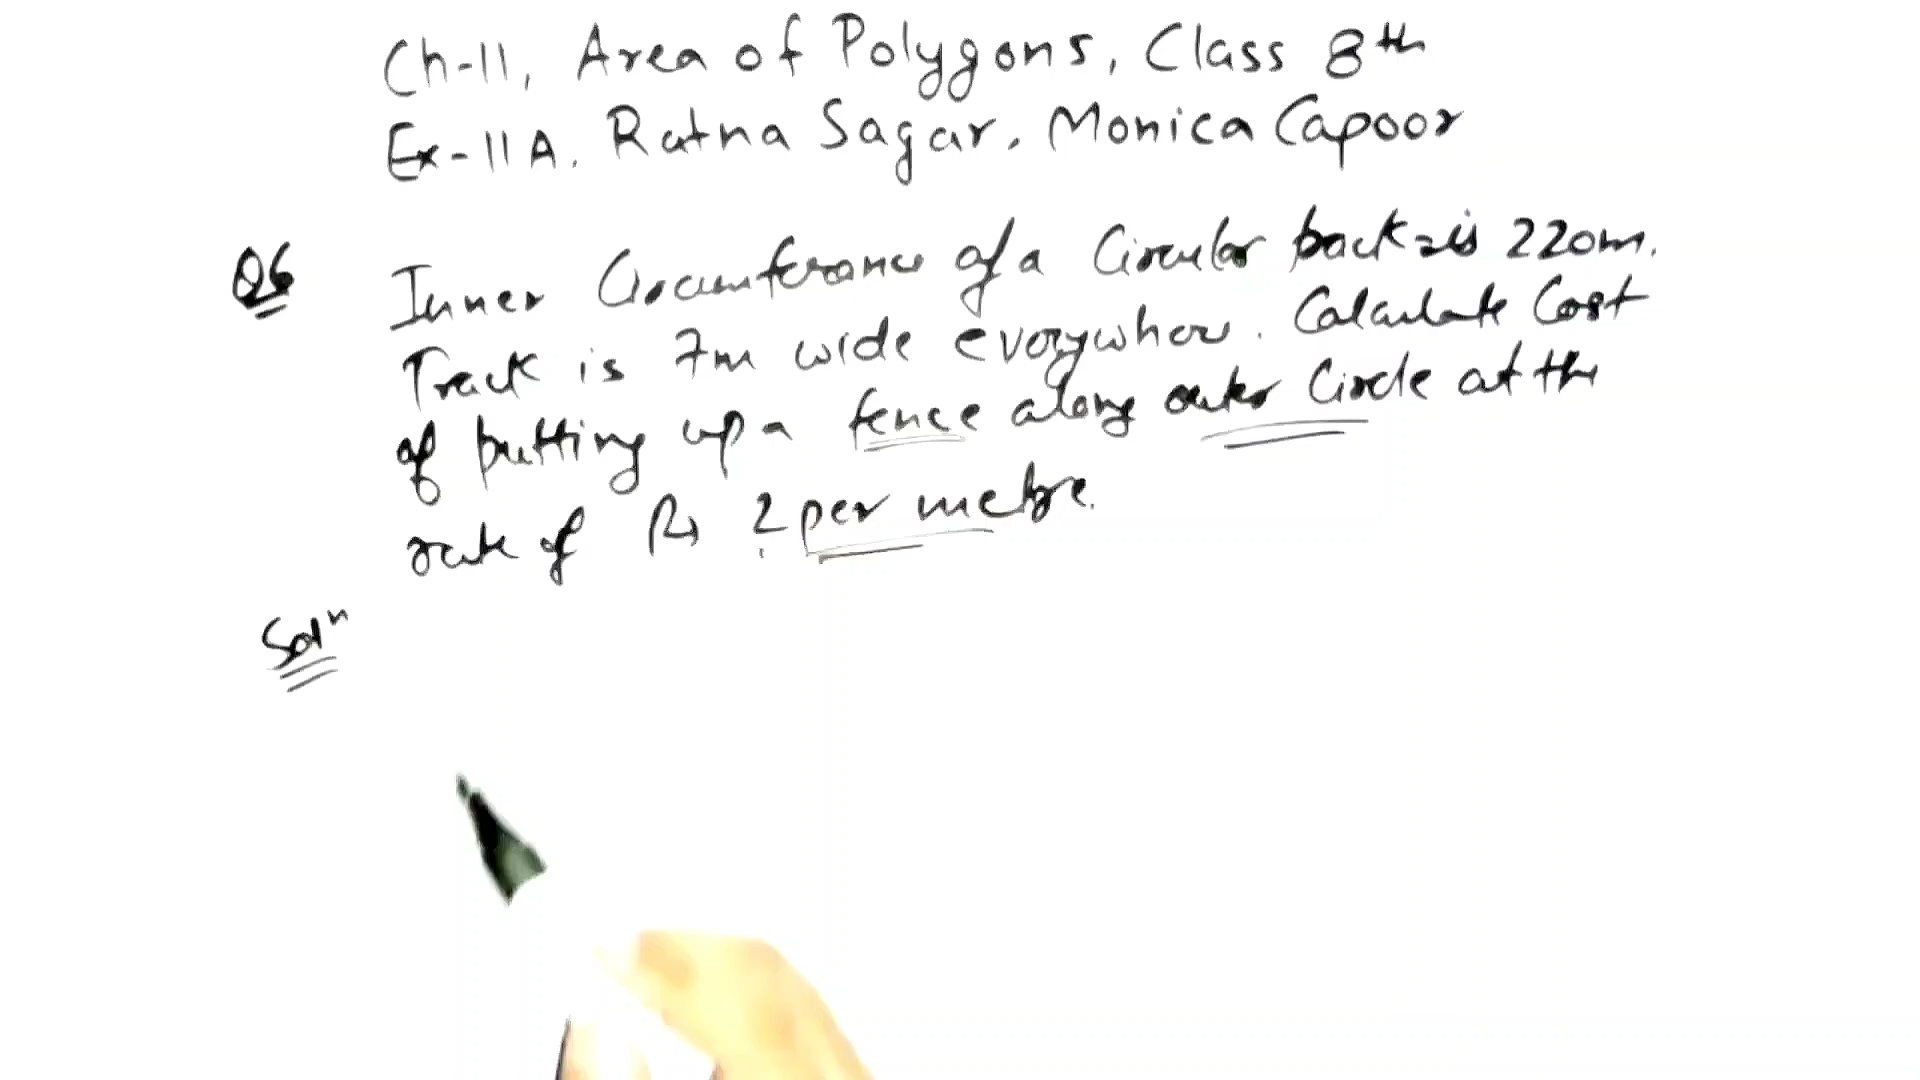 Ch-11, Area of Polygons, Class 8th
Ex-11A. Ratna Sagar. Monica Capoor
Q6 Inner Circumference of a Circular track is 220m.
Track is 7m wide everywhere. Calculate Cost
of putting up a fence along outer Circle at the
rate of Rs 2 per metre.
Soln